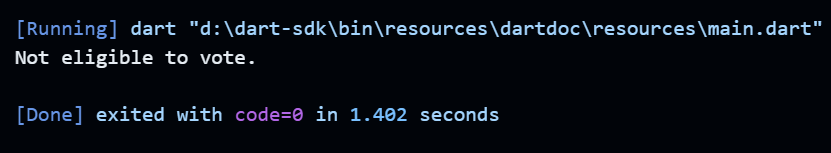 [Running] dart "d:\dart-sdk\bin\resources\dartdoc\resources\main.dart"
Not eligible to vote.
[Done] exited with code=0 in 1.402 seconds